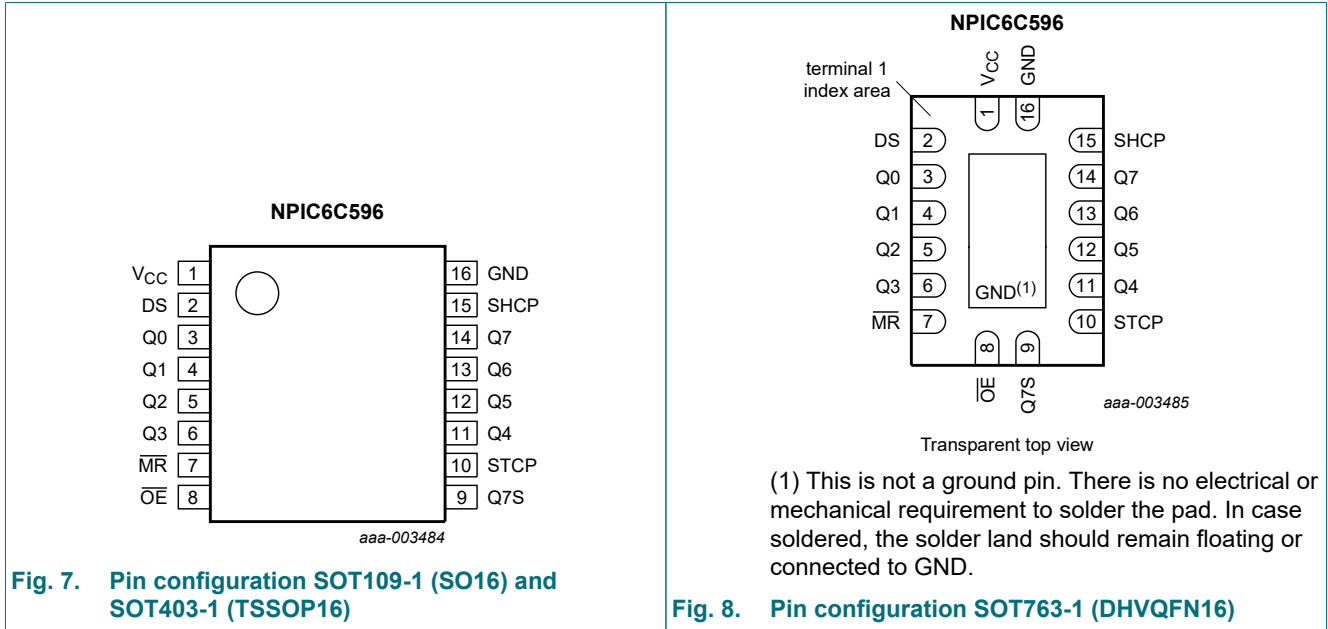 NPIC6C596
VCC 1
DS 2
Q0 3
Q1 4
Q2 5
Q3 6
MR 7
OE 8
16 GND
15 SHCP
14 Q7
13 Q6
12 Q5
11 Q4
10 STCP
9 Q7S
aaa-003484
Fig. 7. Pin configuration SOT109-1 (SO16) and
SOT403-1 (TSSOP16)
NPIC6C596
terminal 1
index area
VCC
GND
1
16
DS 2
Q0 3
Q1 4
Q2 5
Q3 6
MR 7
15 SHCP
14 Q7
13 Q6
12 Q5
11 Q4
10 STCP
GND(1)
8
9
OE
Q7S
aaa-003485
Transparent top view
(1) This is not a ground pin. There is no electrical or
mechanical requirement to solder the pad. In case
soldered, the solder land should remain floating or
connected to GND.
Fig. 8. Pin configuration SOT763-1 (DHVQFN16)